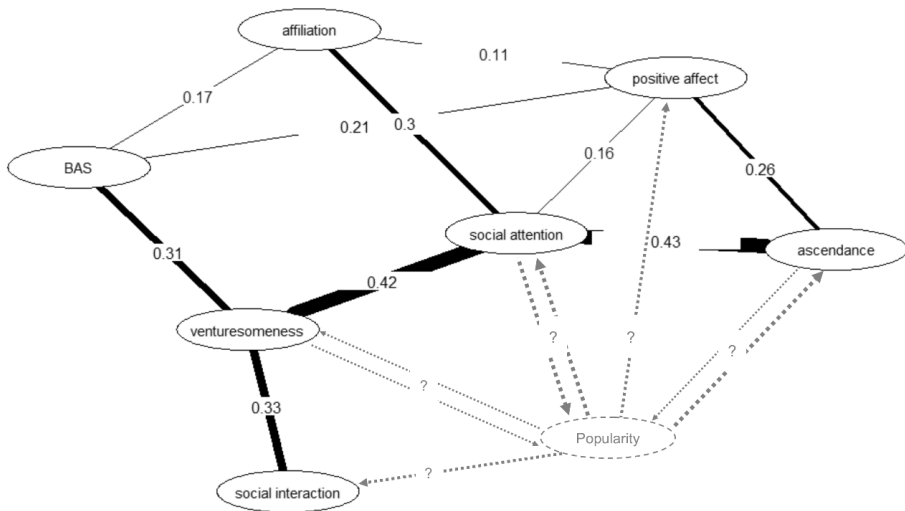 affiliation
0.11
positive affect
0.17
0.21
0.3
0.16
BAS
0.26
social attention
0.43
ascendance
0.31
0.42
venturesomeness
?
?
?
?
0.33
Popularity
?
social interaction